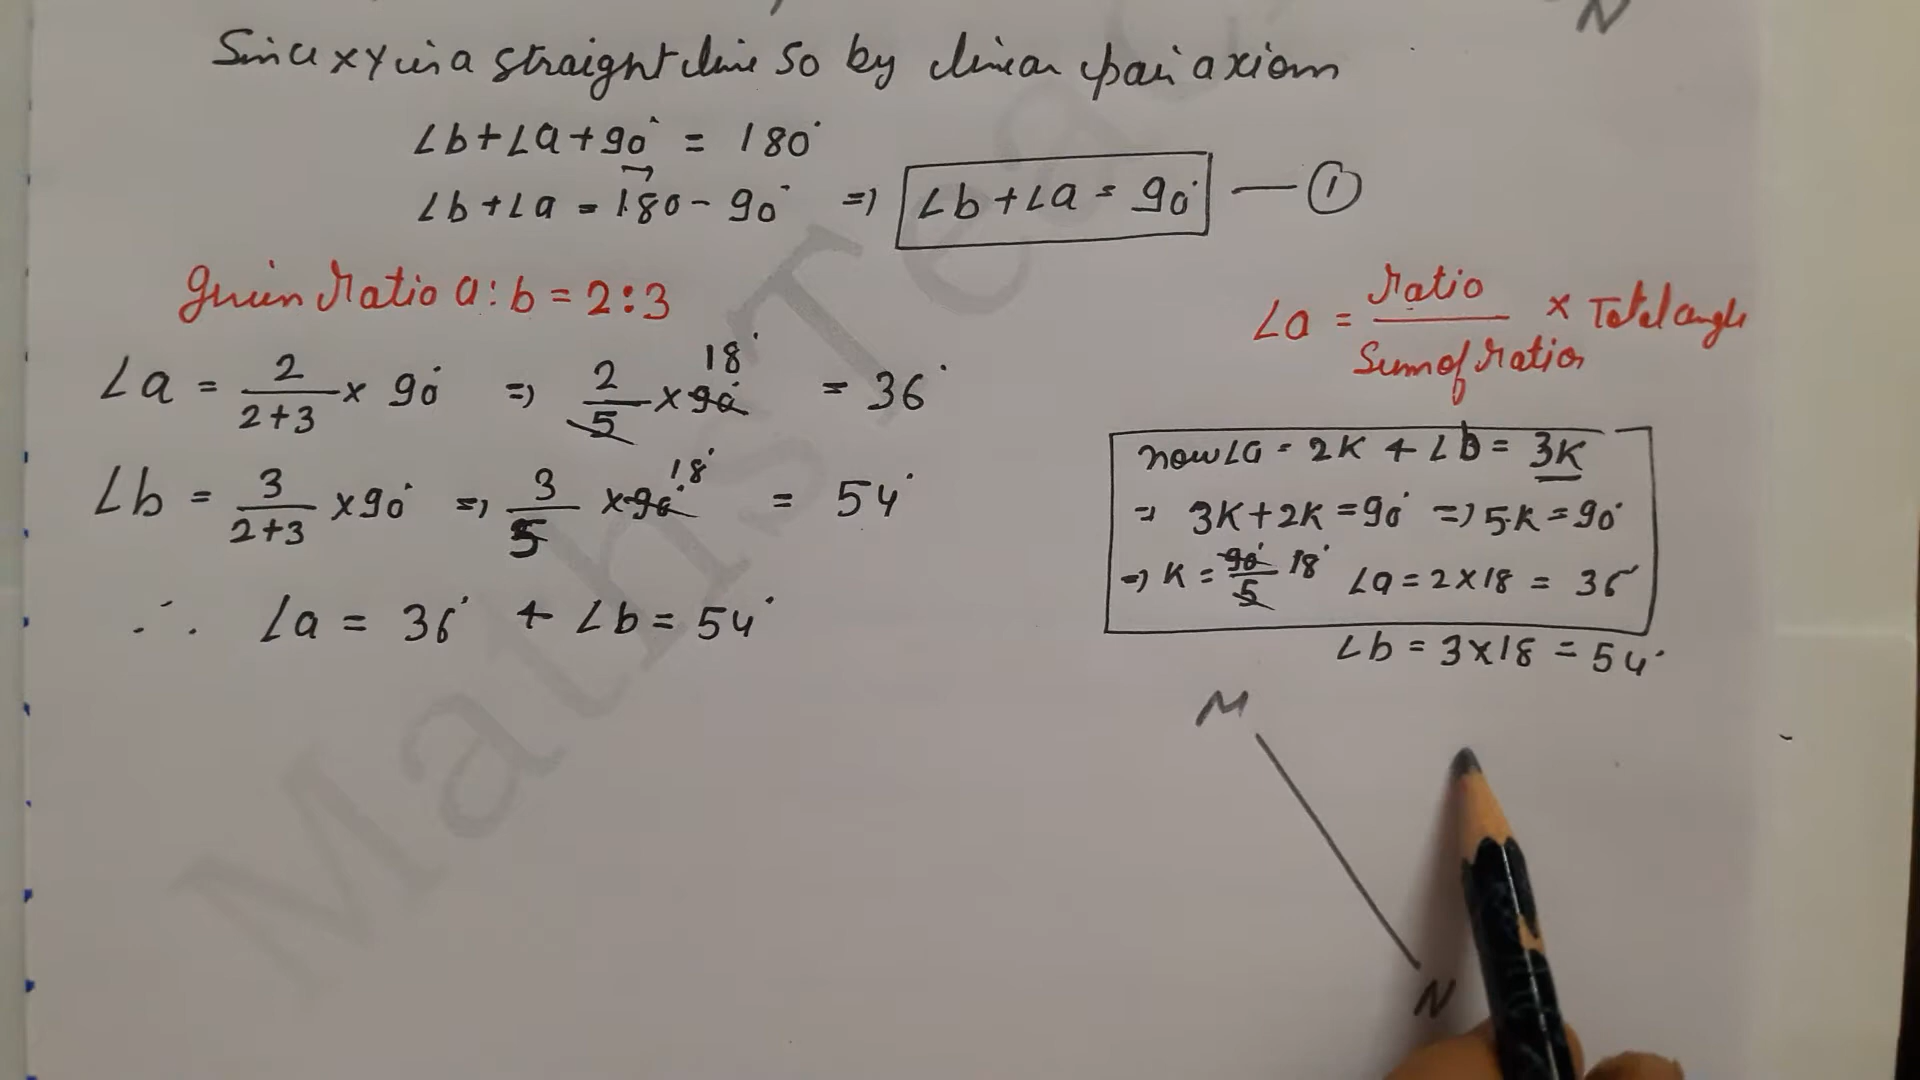 N
Since XY is a straight line so by linear pair axiom
∠b+∠a+90° = 180°
∠b+∠a = 180 - 90° => ∠b+∠a = 90° — ①
given ratio a:b = 2:3
∠a = ratio / Sum of ratios × Total angle
∠a = 2/2+3 × 90° => 2/5 × 90° 18° = 36°
∠b = 3/2+3 × 90° => 3/5 × 90° 18° = 54°
∴ ∠a = 36° + ∠b = 54°
now ∠a = 2K + ∠b = 3K
=> 3K+2K = 90° => 5K = 90°
=> K = 90°/5 18° ∠a = 2×18 = 36°
∠b = 3×18 = 54°
M
N
Maths Teac